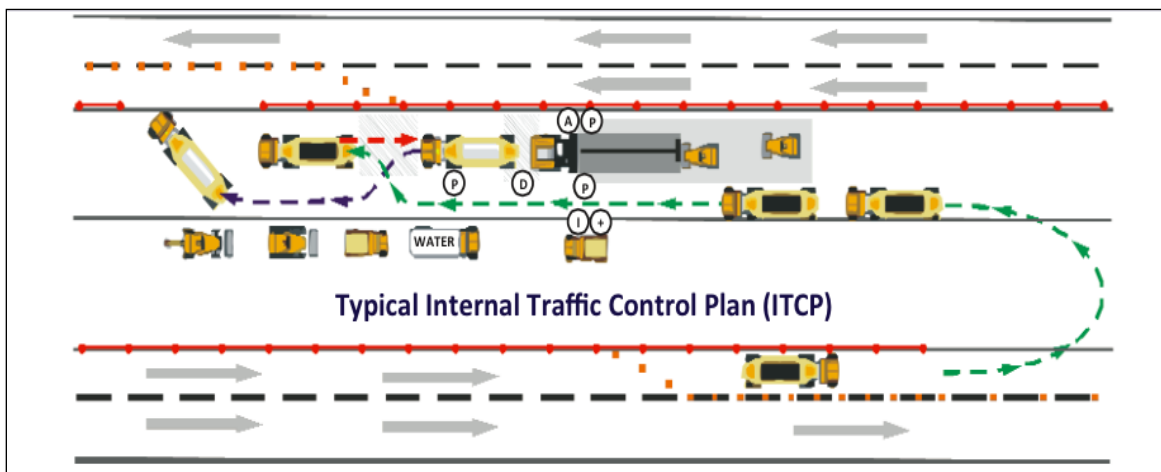 A P
P D P
I +
WATER
Typical Internal Traffic Control Plan (ITCP)